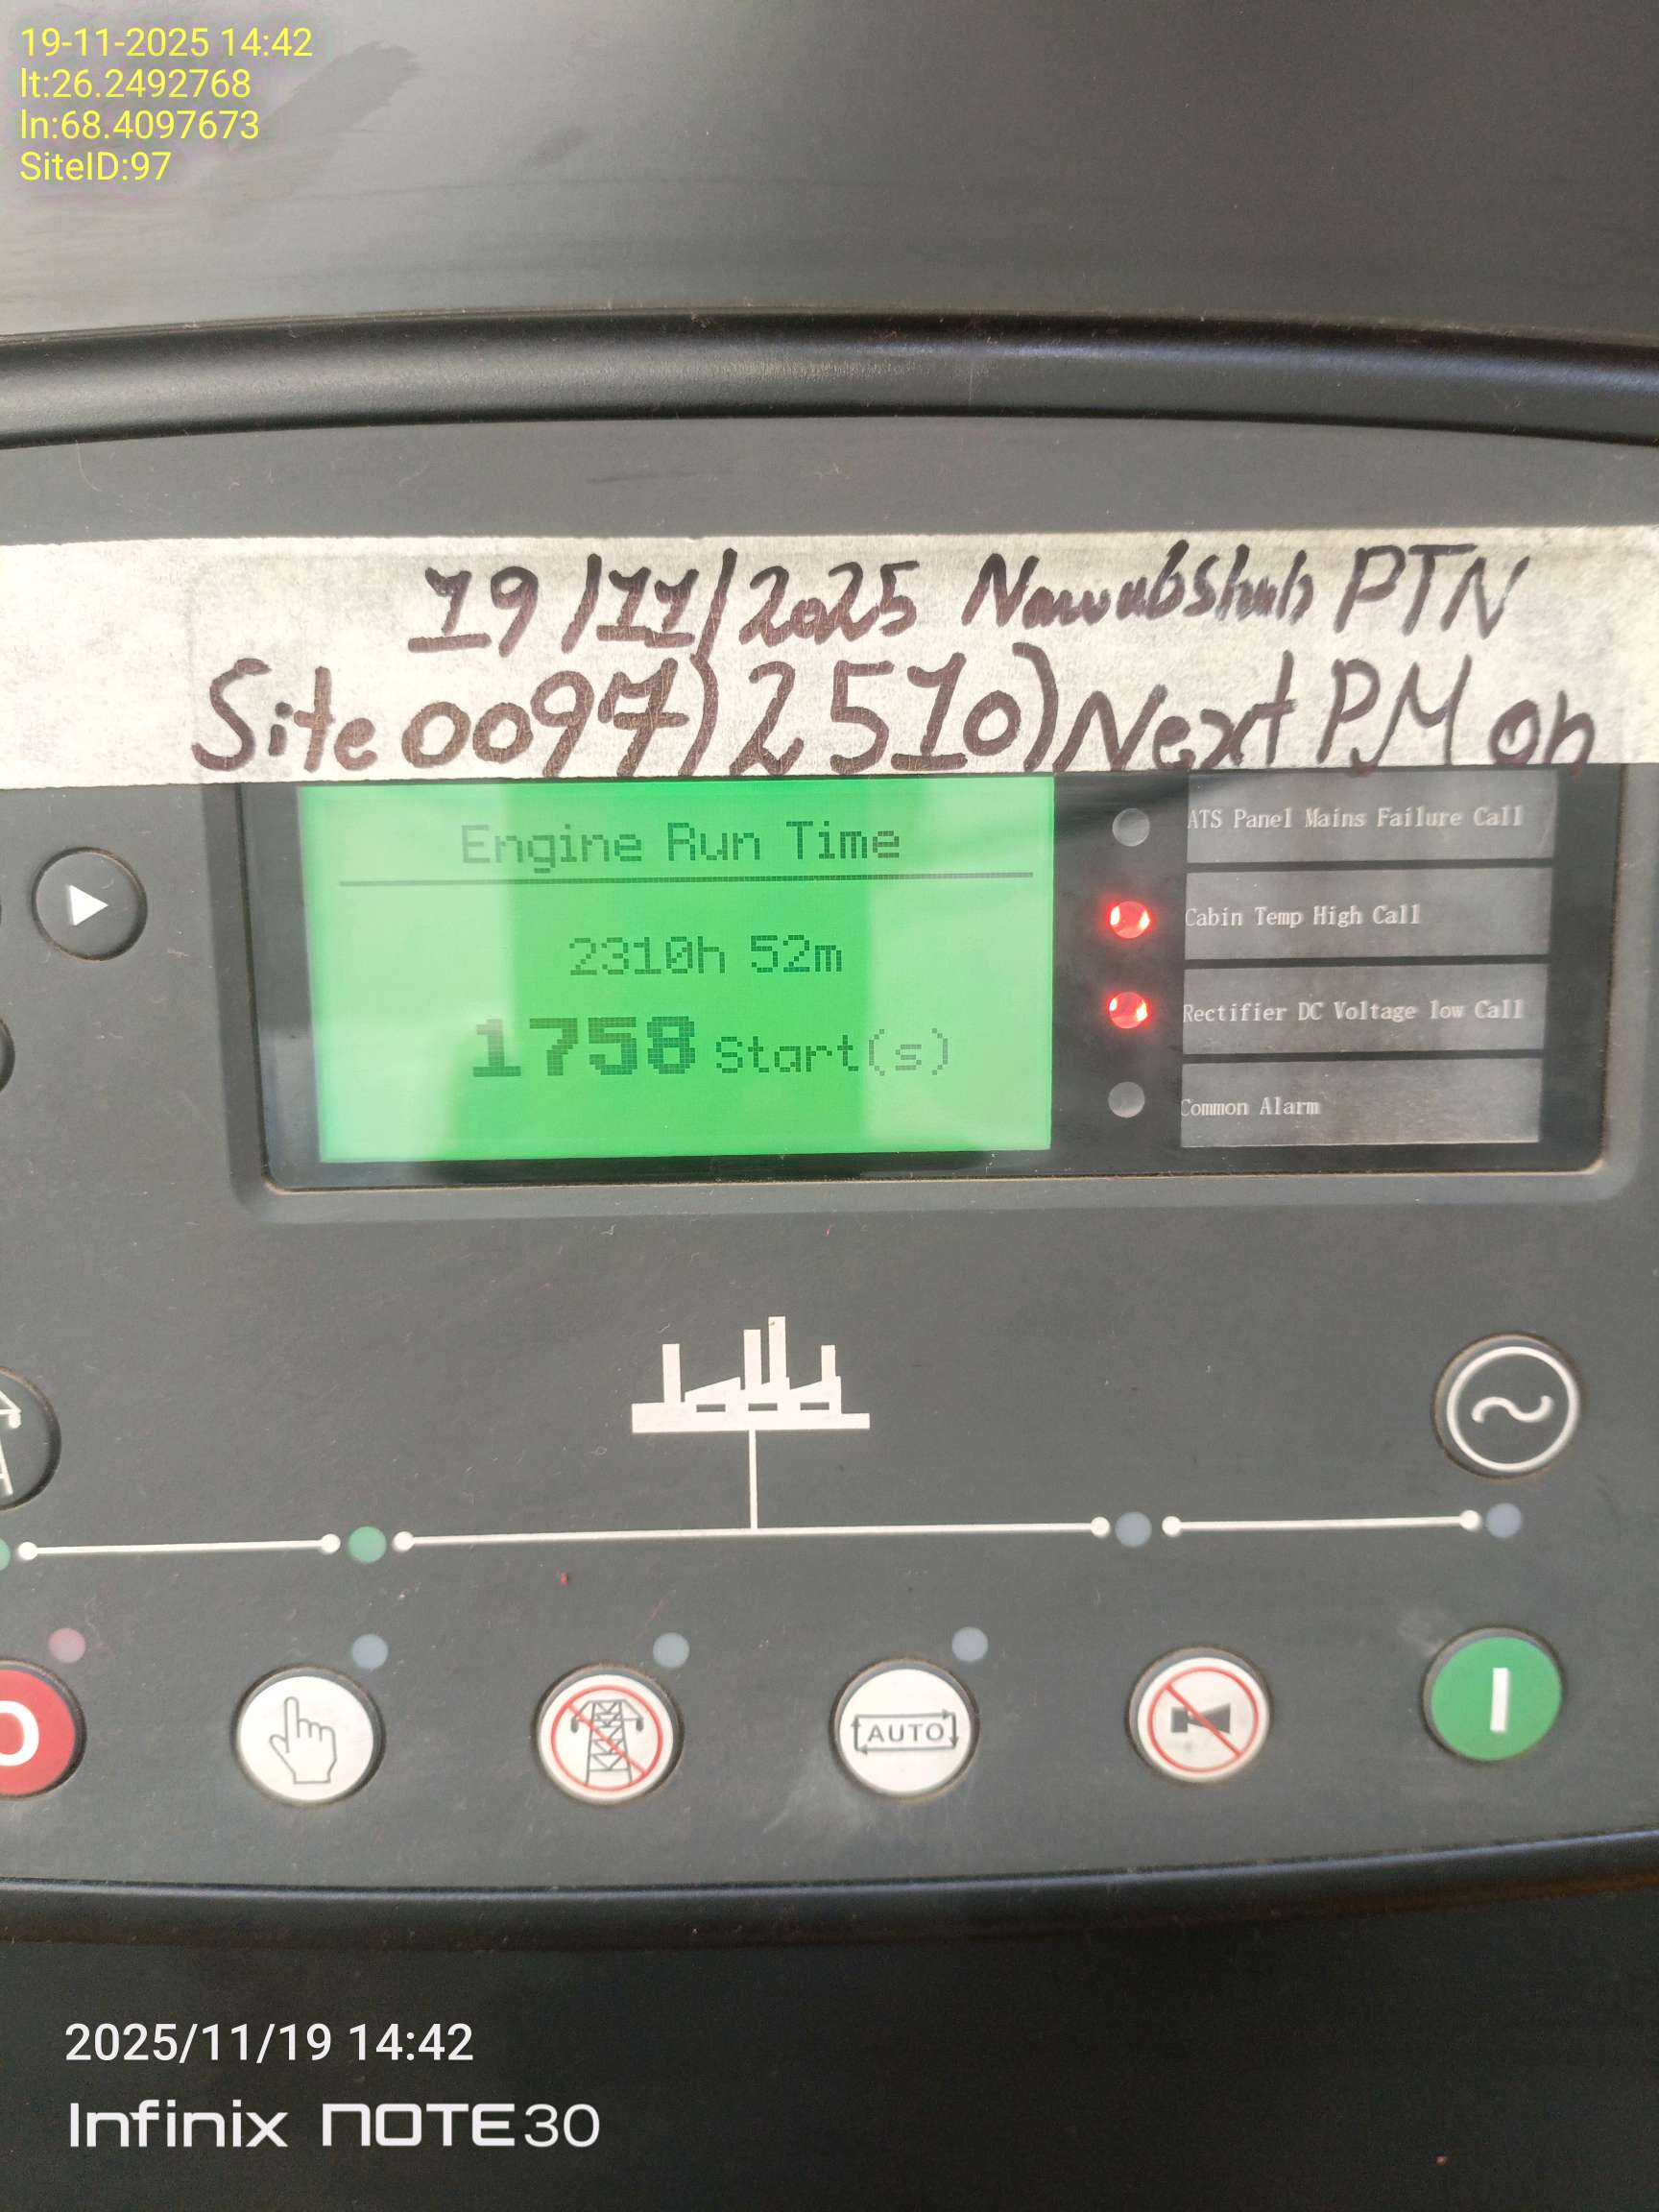 19-11-2025 14:42
lt:26.2492768
ln:68.4097673
SiteID:97
19/11/2025 Nawabshah PTN
Site 0097) 2510) Next PM on
Engine Run Time
2310h 52m
1758 Start(s)
ATS Panel Mains Failure Call
Cabin Temp High Call
Rectifier DC Voltage low Call
Common Alarm
O
AUTO
I
2025/11/19 14:42
Infinix NOTE 30